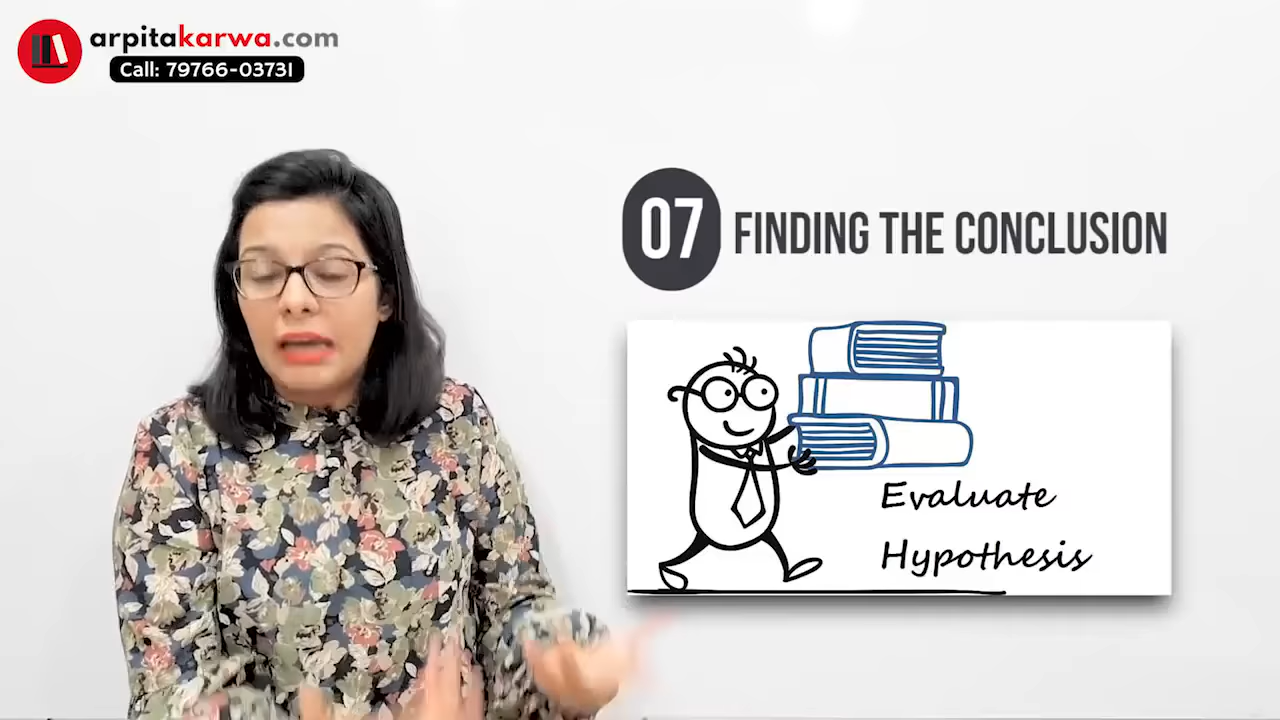 arpitakarwa.com
Call: 79766-03731
07 FINDING THE CONCLUSION
Evaluate
Hypothesis